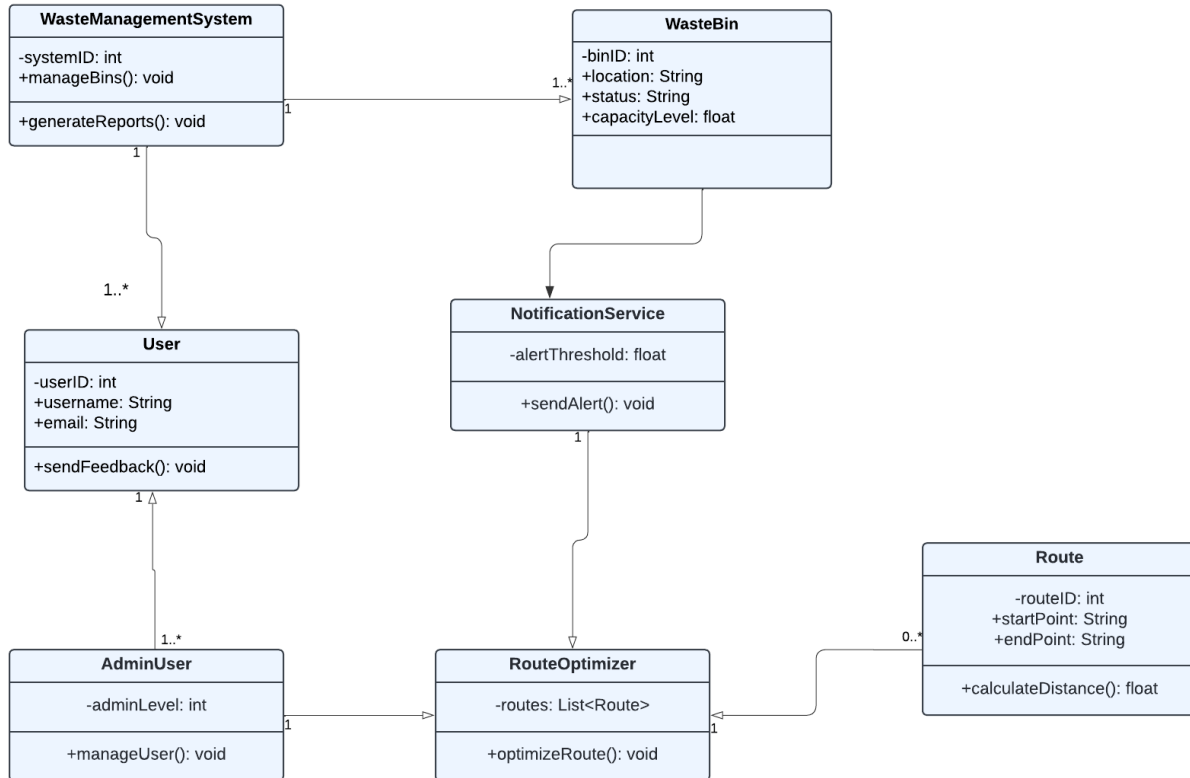 WasteManagementSystem
-systemID: int
+manageBins(): void
+generateReports(): void
1
1
1..*
WasteBin
-binID: int
+location: String
+status: String
+capacityLevel: float
1..*
User
-userID: int
+username: String
+email: String
+sendFeedback(): void
1
NotificationService
-alertThreshold: float
+sendAlert(): void
1
Route
-routeID: int
+startPoint: String
+endPoint: String
+calculateDistance(): float
0..*
1..*
AdminUser
-adminLevel: int
+manageUser(): void
1
RouteOptimizer
-routes: List<Route>
+optimizeRoute(): void
1